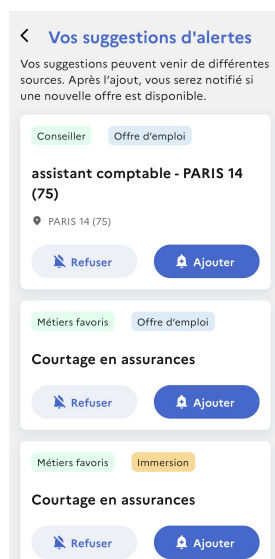 Vos suggestions d'alertes
Vos suggestions peuvent venir de différentes
sources. Après l'ajout, vous serez notifié si
une nouvelle offre est disponible.
Conseiller
Offre d'emploi
assistant comptable - PARIS 14
(75)
PARIS 14 (75)
Refuser
Ajouter
Métiers favoris
Offre d'emploi
Courtage en assurances
Refuser
Ajouter
Métiers favoris
Immersion
Courtage en assurances
Refuser
Ajouter